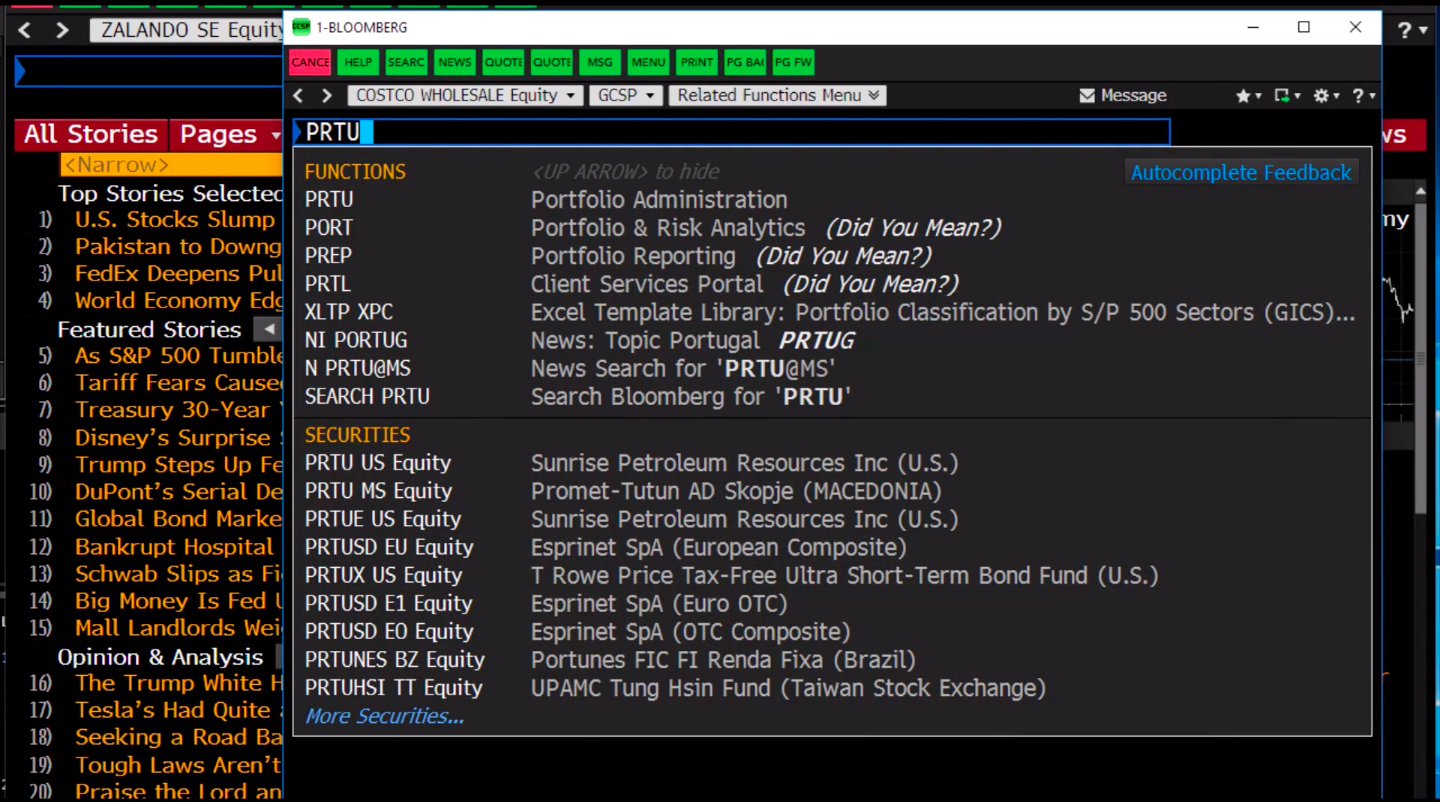 ZALANDO SE Equity
?
All Stories Pages
<Narrow>
Top Stories Selected
1) U.S. Stocks Slump
2) Pakistan to Downg
3) FedEx Deepens Pul
4) World Economy Edg
Featured Stories
5) As S&P 500 Tumble
6) Tariff Fears Cause
7) Treasury 30-Year
8) Disney's Surprise
9) Trump Steps Up Fe
10) DuPont's Serial De
11) Global Bond Marke
12) Bankrupt Hospital
13) Schwab Slips as Fi
14) Big Money Is Fed
15) Mall Landlords Wei
Opinion & Analysis
16) The Trump White H
17) Tesla's Had Quite
18) Seeking a Road Ba
19) Tough Laws Aren't
20) Praise the Lord an
GCSP 1-BLOOMBERG
CANCE HELP SEARC NEWS QUOTE QUOTE MSG MENU PRINT PG BAC PG FW
COSTCO WHOLESALE Equity GCSP Related Functions Menu Message ?
PRTU
FUNCTIONS <UP ARROW> to hide Autocomplete Feedback
PRTU Portfolio Administration
PORT Portfolio & Risk Analytics (Did You Mean?)
PREP Portfolio Reporting (Did You Mean?)
PRTL Client Services Portal (Did You Mean?)
XLTP XPC Excel Template Library: Portfolio Classification by S/P 500 Sectors (GICS)...
NI PORTUG News: Topic Portugal PRTUG
N PRTU@MS News Search for 'PRTU@MS'
SEARCH PRTU Search Bloomberg for 'PRTU'
SECURITIES
PRTU US Equity Sunrise Petroleum Resources Inc (U.S.)
PRTU MS Equity Promet-Tutun AD Skopje (MACEDONIA)
PRTUE US Equity Sunrise Petroleum Resources Inc (U.S.)
PRTUSD EU Equity Esprinet SpA (European Composite)
PRTUX US Equity T Rowe Price Tax-Free Ultra Short-Term Bond Fund (U.S.)
PRTUSD E1 Equity Esprinet SpA (Euro OTC)
PRTUSD EO Equity Esprinet SpA (OTC Composite)
PRTUNES BZ Equity Portunes FIC FI Renda Fixa (Brazil)
PRTUHSI TT Equity UPAMC Tung Hsin Fund (Taiwan Stock Exchange)
More Securities...
?
ws
my